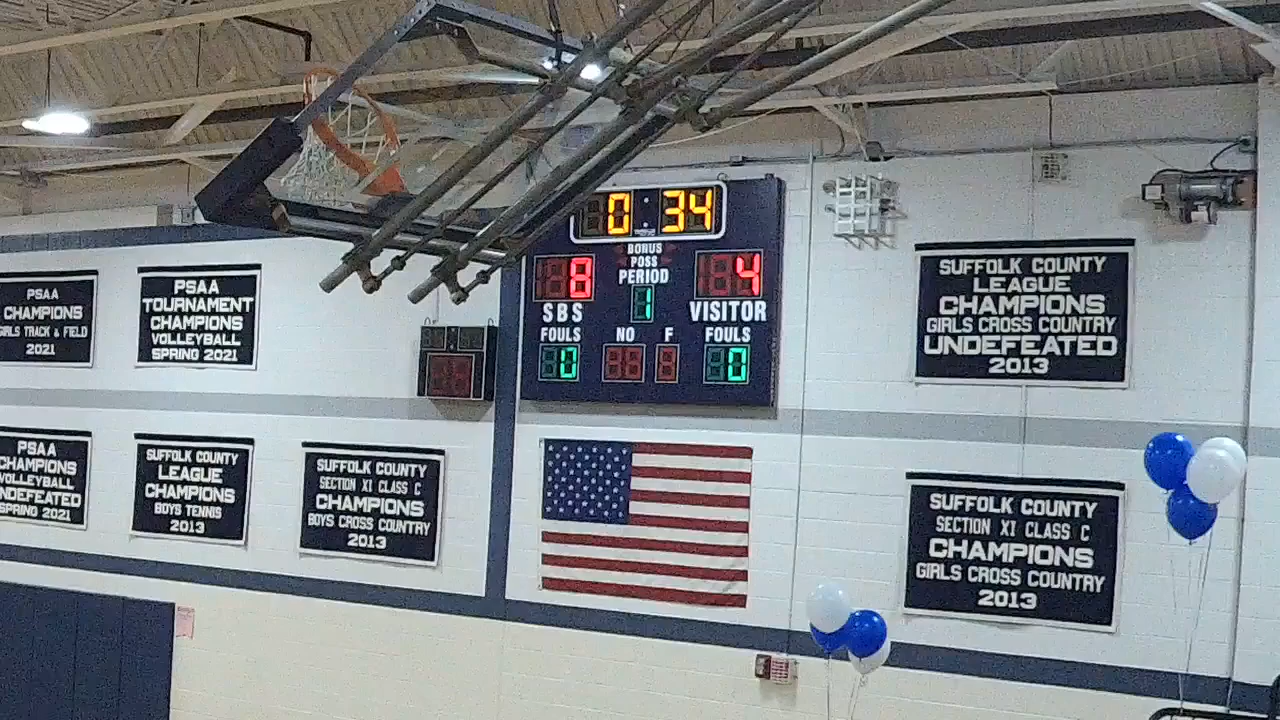 0:34
BONUS
POSS
PERIOD
8
1
4
SBS
VISITOR
FOULS
NO
F
FOULS
0
0
PSAA
CHAMPIONS
GIRLS TRACK & FIELD
2021
PSAA
TOURNAMENT
CHAMPIONS
VOLLEYBALL
SPRING 2021
SUFFOLK COUNTY
LEAGUE
CHAMPIONS
GIRLS CROSS COUNTRY
UNDEFEATED
2013
PSAA
CHAMPIONS
VOLLEYBALL
UNDEFEATED
SPRING 2021
SUFFOLK COUNTY
LEAGUE
CHAMPIONS
BOYS TENNIS
2013
SUFFOLK COUNTY
SECTION XI CLASS C
CHAMPIONS
BOYS CROSS COUNTRY
2013
SUFFOLK COUNTY
SECTION XI CLASS C
CHAMPIONS
GIRLS CROSS COUNTRY
2013